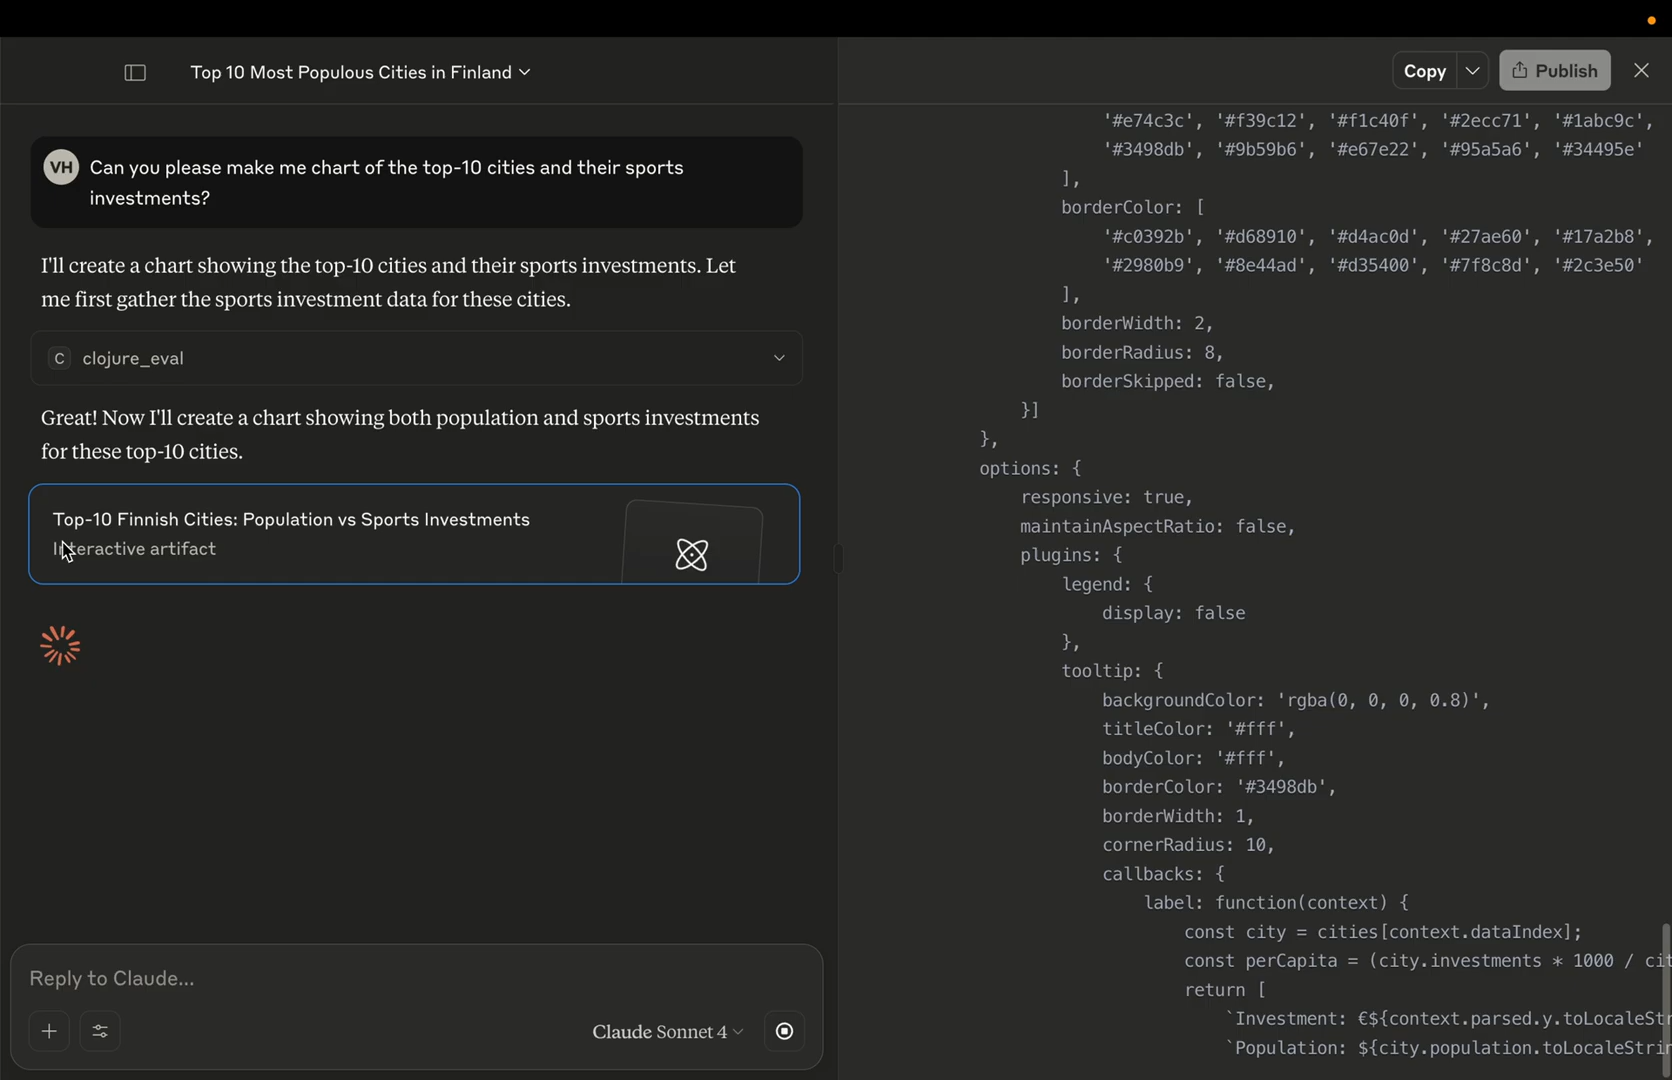 Top 10 Most Populous Cities in Finland
VH
Can you please make me chart of the top-10 cities and their sports
investments?
I'll create a chart showing the top-10 cities and their sports investments. Let
me first gather the sports investment data for these cities.
C clojure_eval
Great! Now I'll create a chart showing both population and sports investments
for these top-10 cities.
Top-10 Finnish Cities: Population vs Sports Investments
Interactive artifact
Reply to Claude...
Claude Sonnet 4
Copy
Publish
'#e74c3c', '#f39c12', '#f1c40f', '#2ecc71', '#1abc9c',
'#3498db', '#9b59b6', '#e67e22', '#95a5a6', '#34495e'
],
borderColor: [
'#c0392b', '#d68910', '#d4ac0d', '#27ae60', '#17a2b8',
'#2980b9', '#8e44ad', '#d35400', '#7f8c8d', '#2c3e50'
],
borderWidth: 2,
borderRadius: 8,
borderSkipped: false,
}]
},
options: {
responsive: true,
maintainAspectRatio: false,
plugins: {
legend: {
display: false
},
tooltip: {
backgroundColor: 'rgba(0, 0, 0, 0.8)',
titleColor: '#fff',
bodyColor: '#fff',
borderColor: '#3498db',
borderWidth: 1,
cornerRadius: 10,
callbacks: {
label: function(context) {
const city = cities[context.dataIndex];
const perCapita = (city.investments * 1000 / cit
return [
`Investment: €${context.parsed.y.toLocaleStr
`Population: ${city.population.toLocaleStrin